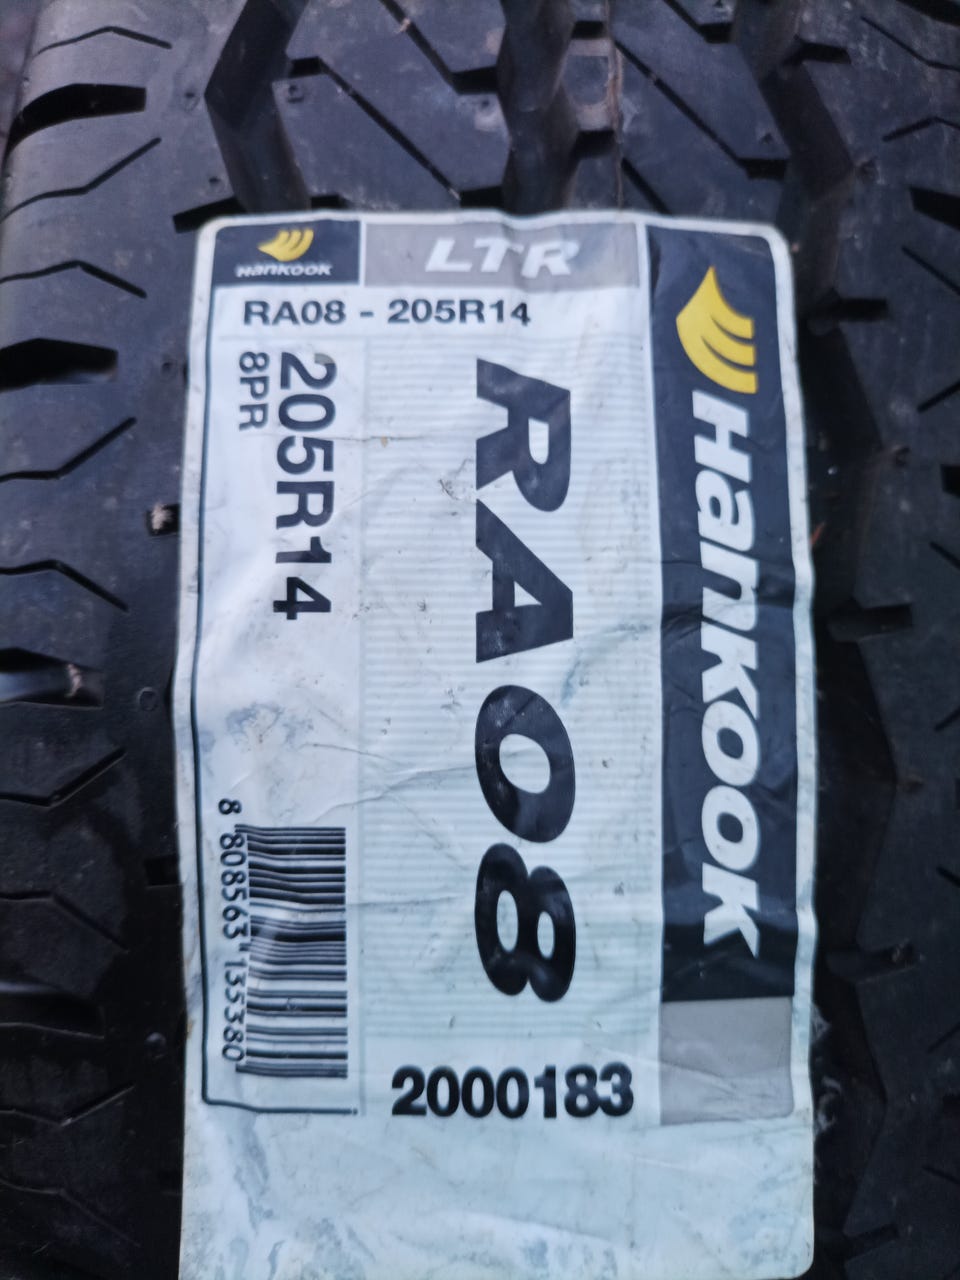 Hankook
LTR
RA08 - 205R14
205R14
8PR
RA08
Hankook
8 808563 135380
2000183